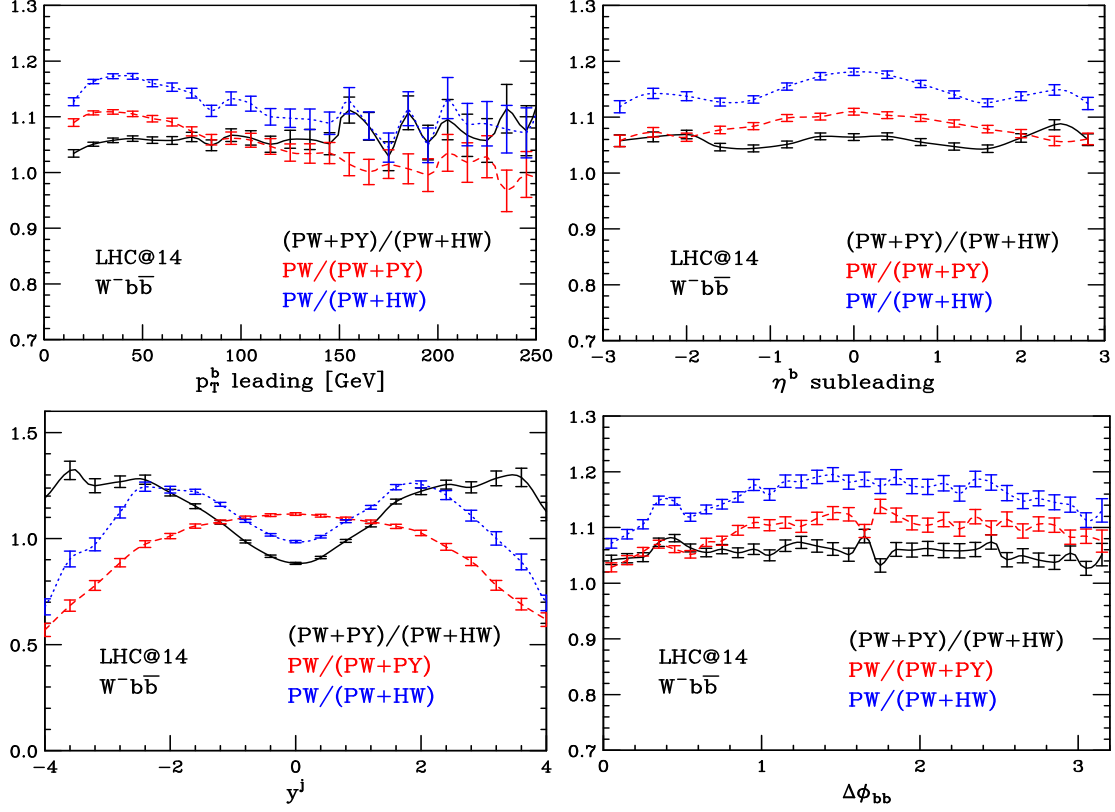 1.3
1.2
1.1
1.0
0.9
0.8
0.7
0 50 100 150 200 250
(PW+PY)/(PW+HW)
LHC@14
PW/(PW+PY)
W⁻bb̅
PW/(PW+HW)
p_T^b leading [GeV]
1.3
1.2
1.1
1.0
0.9
0.8
0.7
−3 −2 −1 0 1 2 3
(PW+PY)/(PW+HW)
LHC@14
PW/(PW+PY)
W⁻bb̅
PW/(PW+HW)
η^b subleading
1.5
1.0
0.5
0.0
−4 −2 0 2 4
(PW+PY)/(PW+HW)
LHC@14
PW/(PW+PY)
W⁻bb̅
PW/(PW+HW)
y^j
1.3
1.2
1.1
1.0
0.9
0.8
0.7
0 1 2 3
(PW+PY)/(PW+HW)
LHC@14
PW/(PW+PY)
W⁻bb̅
PW/(PW+HW)
Δϕ_bb